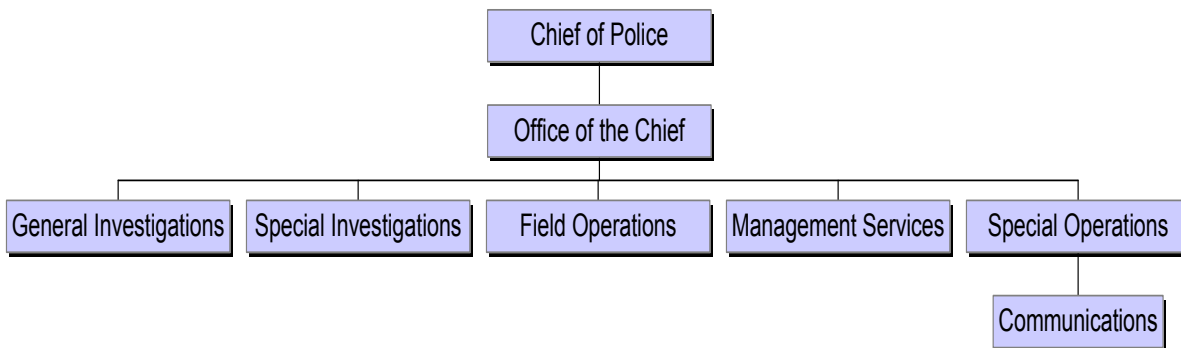 Chief of Police
Office of the Chief
General Investigations
Special Investigations
Field Operations
Management Services
Special Operations
Communications